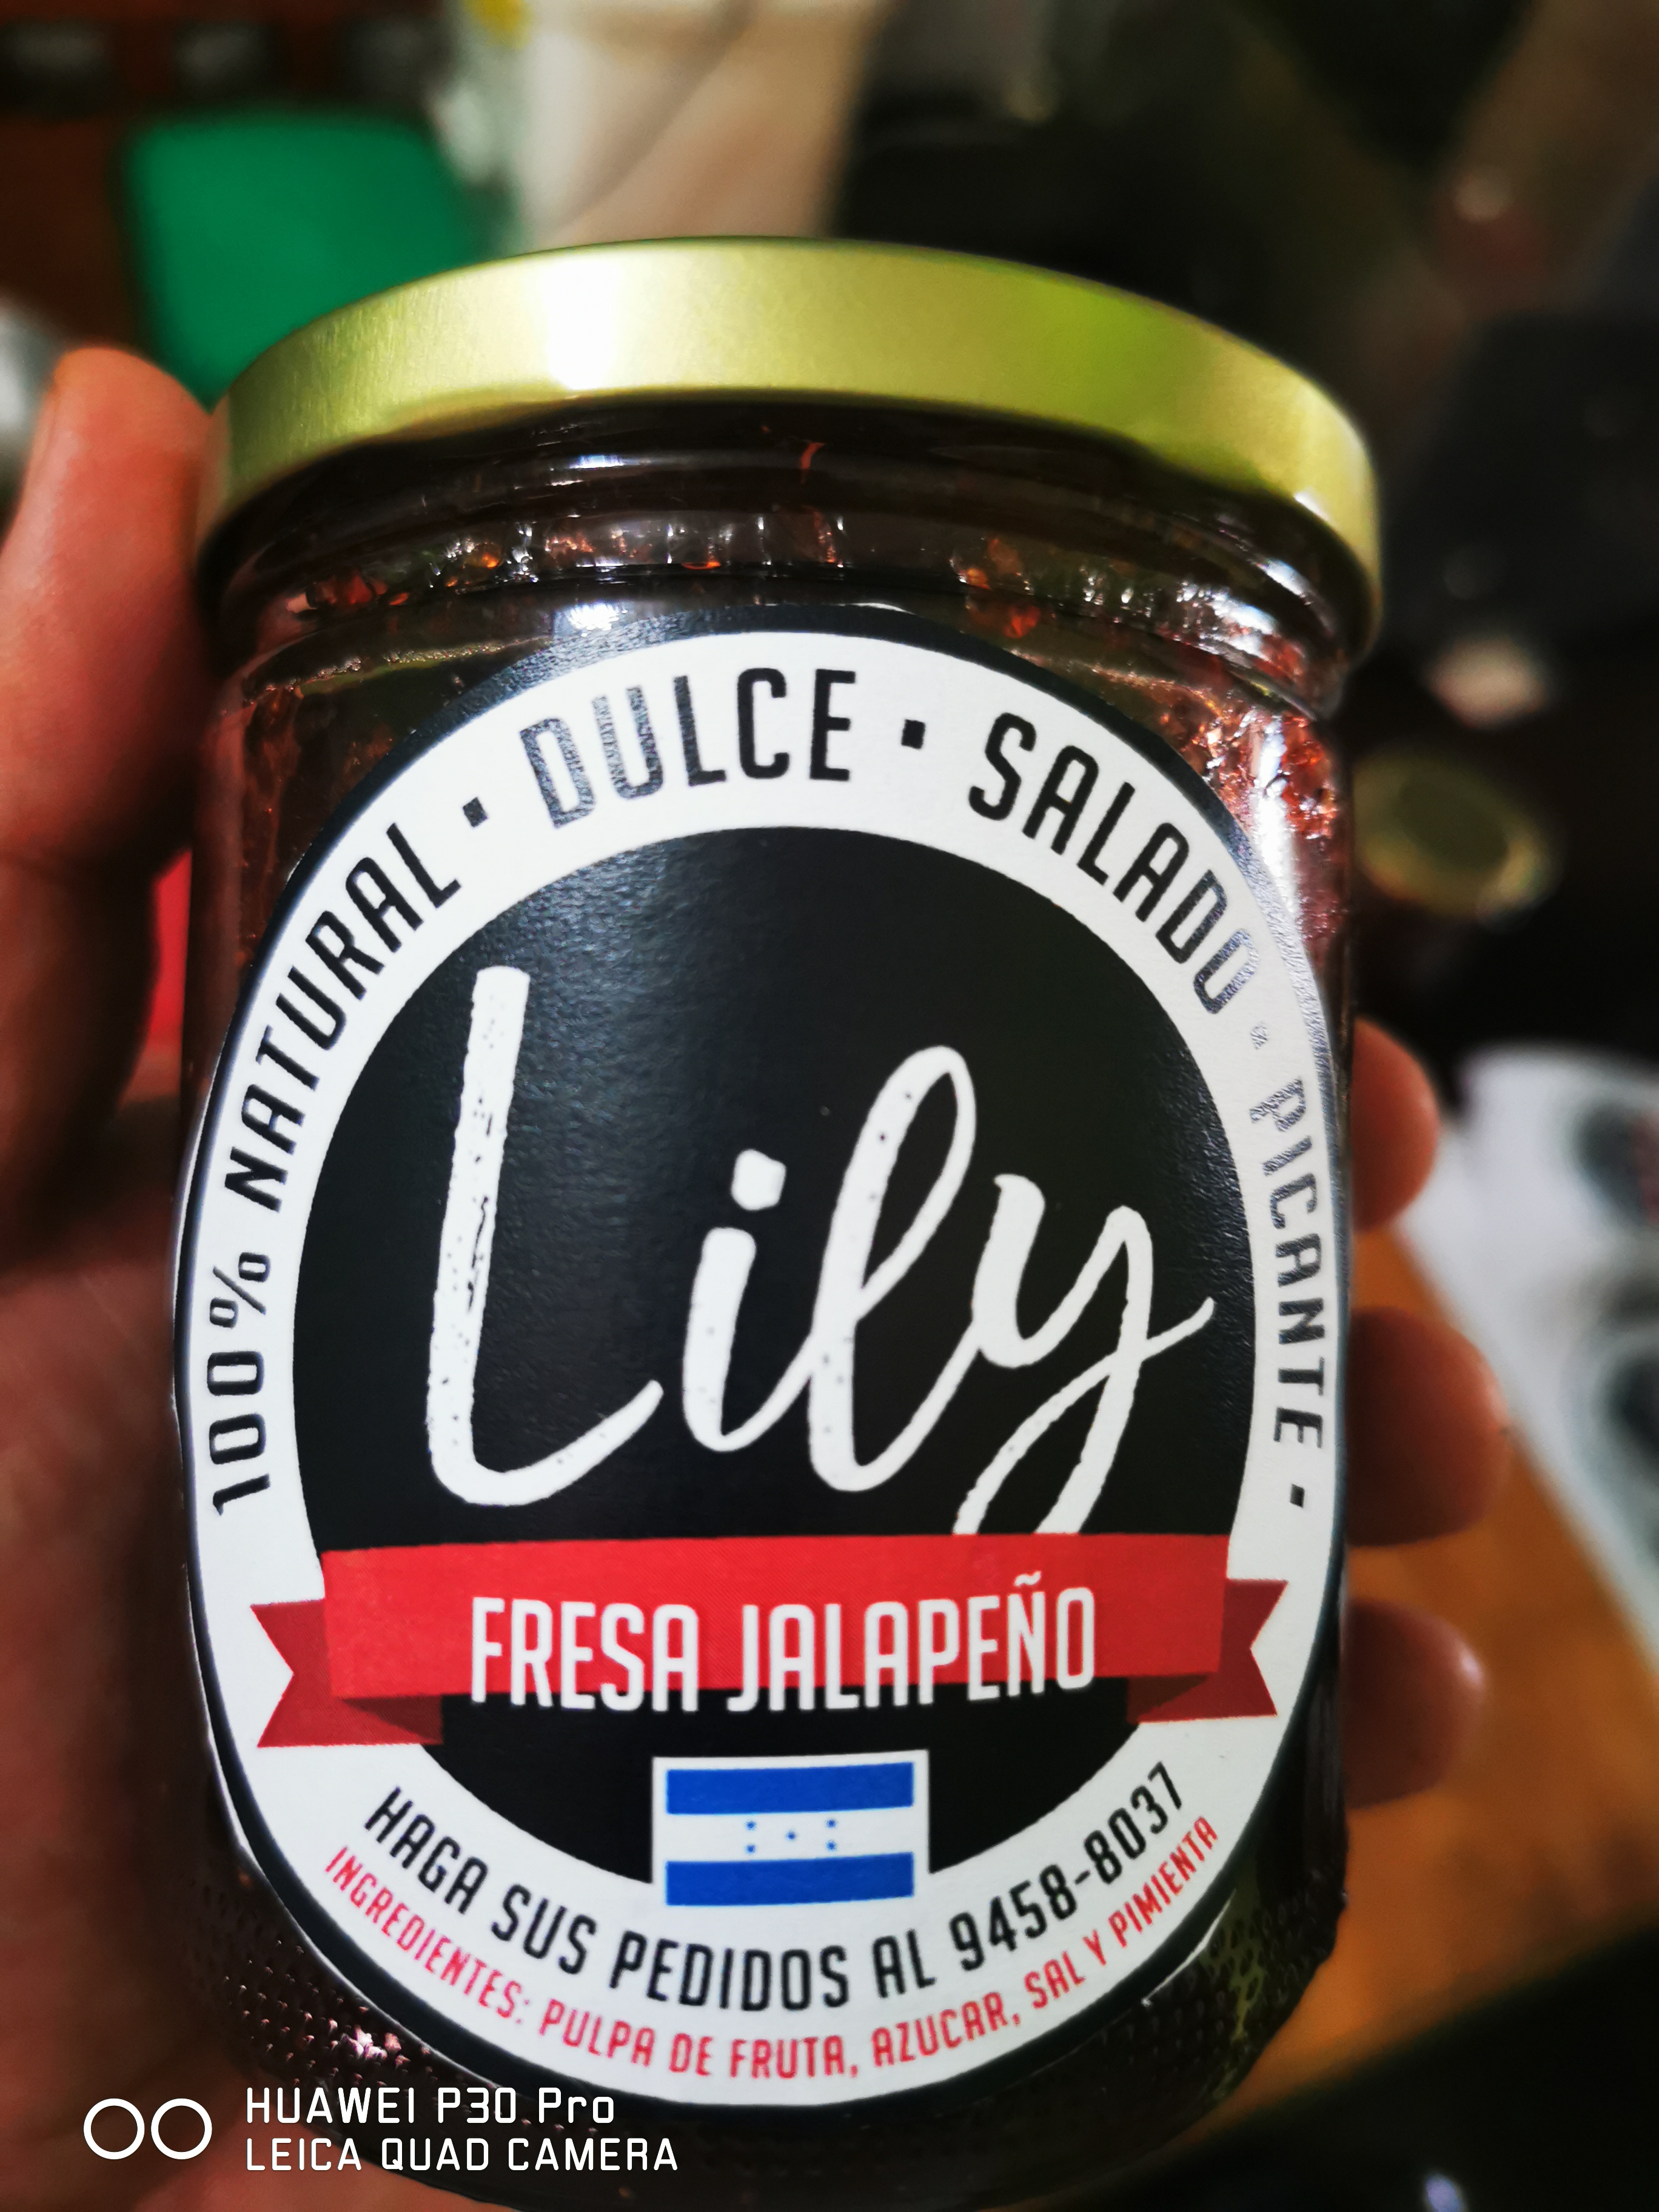 100% NATURAL · DULCE · SALADO · PICANTE ·
Lily
FRESA JALAPEÑO
HAGA SUS PEDIDOS AL 9458-8037
INGREDIENTES: PULPA DE FRUTA, AZUCAR, SAL Y PIMIENTA
HUAWEI P30 Pro
LEICA QUAD CAMERA